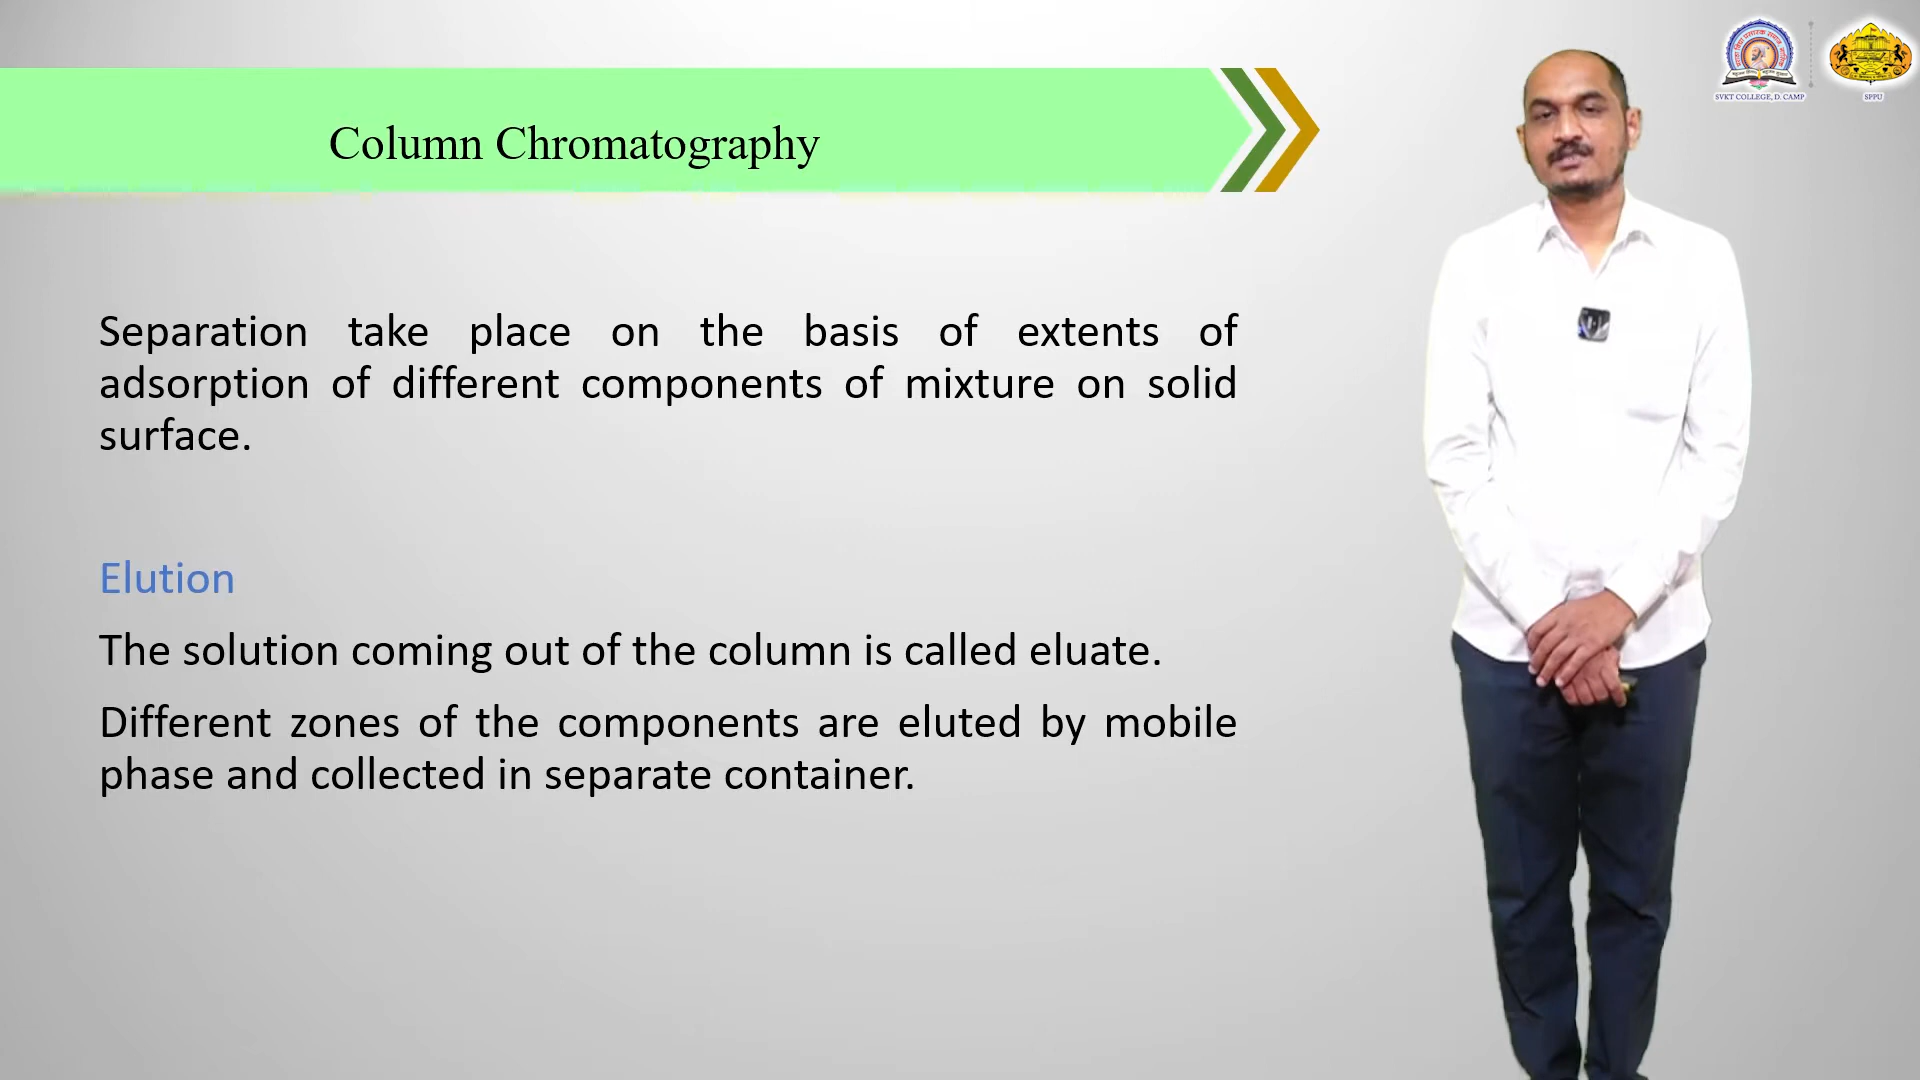 Column Chromatography
SVKT COLLEGE, D. CAMP
SPPU
Separation take place on the basis of extents of
adsorption of different components of mixture on solid
surface.
Elution
The solution coming out of the column is called eluate.
Different zones of the components are eluted by mobile
phase and collected in separate container.